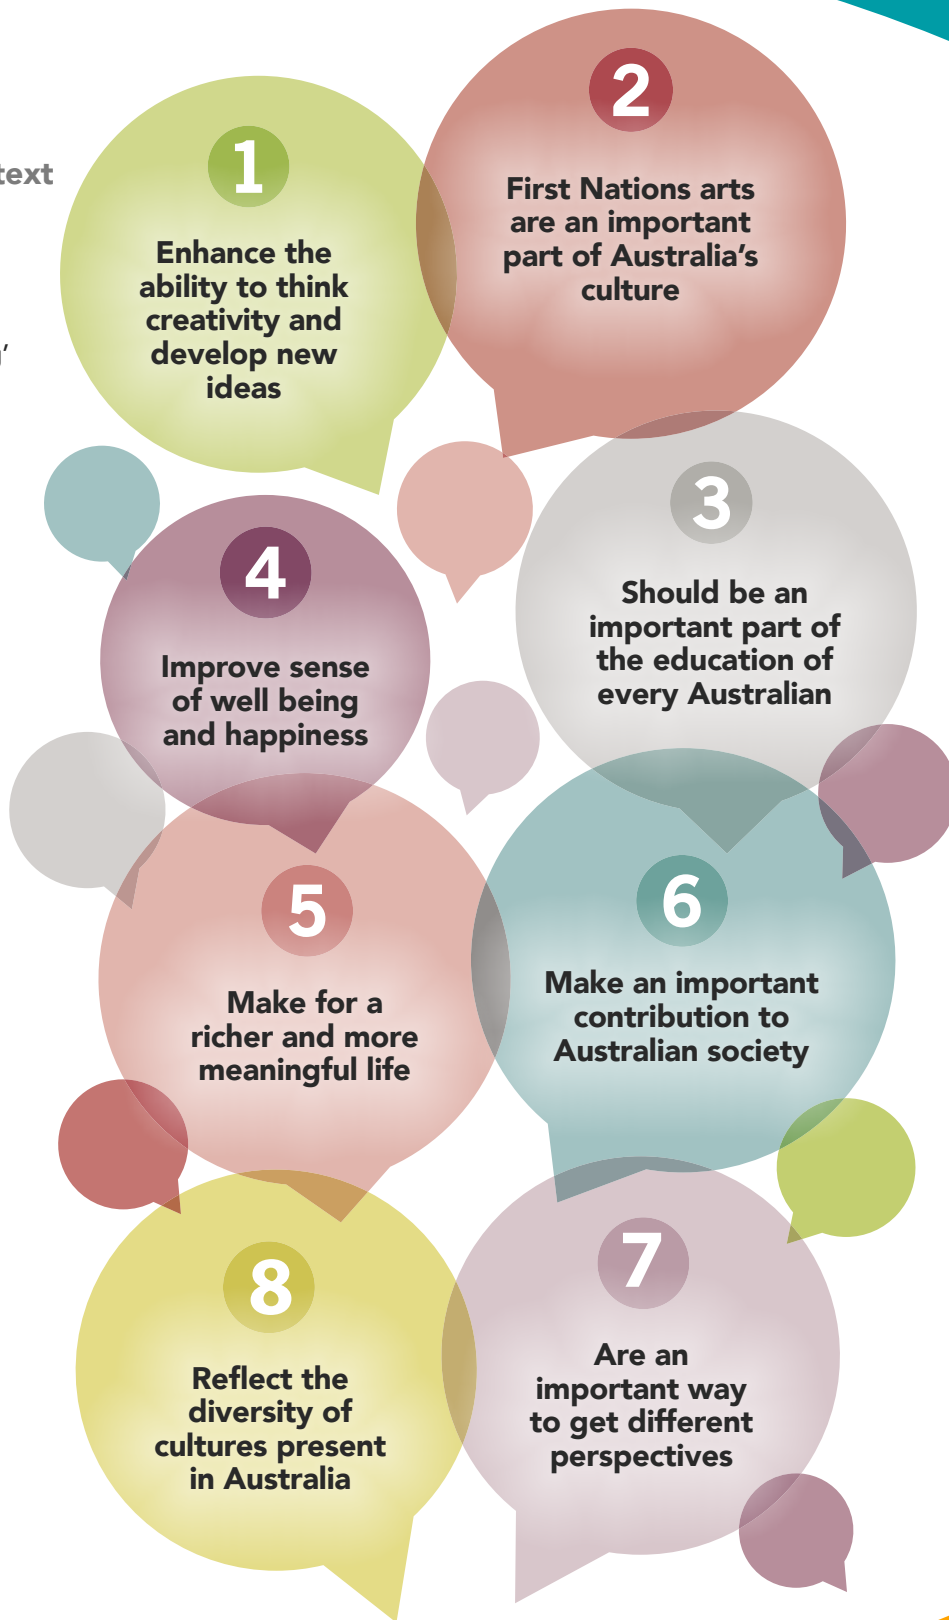 text
1
Enhance the
ability to think
creativity and
develop new
ideas
2
First Nations arts
are an important
part of Australia's
culture
3
Should be an
important part of
the education of
every Australian
4
Improve sense
of well being
and happiness
5
Make for a
richer and more
meaningful life
6
Make an important
contribution to
Australian society
7
Are an
important way
to get different
perspectives
8
Reflect the
diversity of
cultures present
in Australia